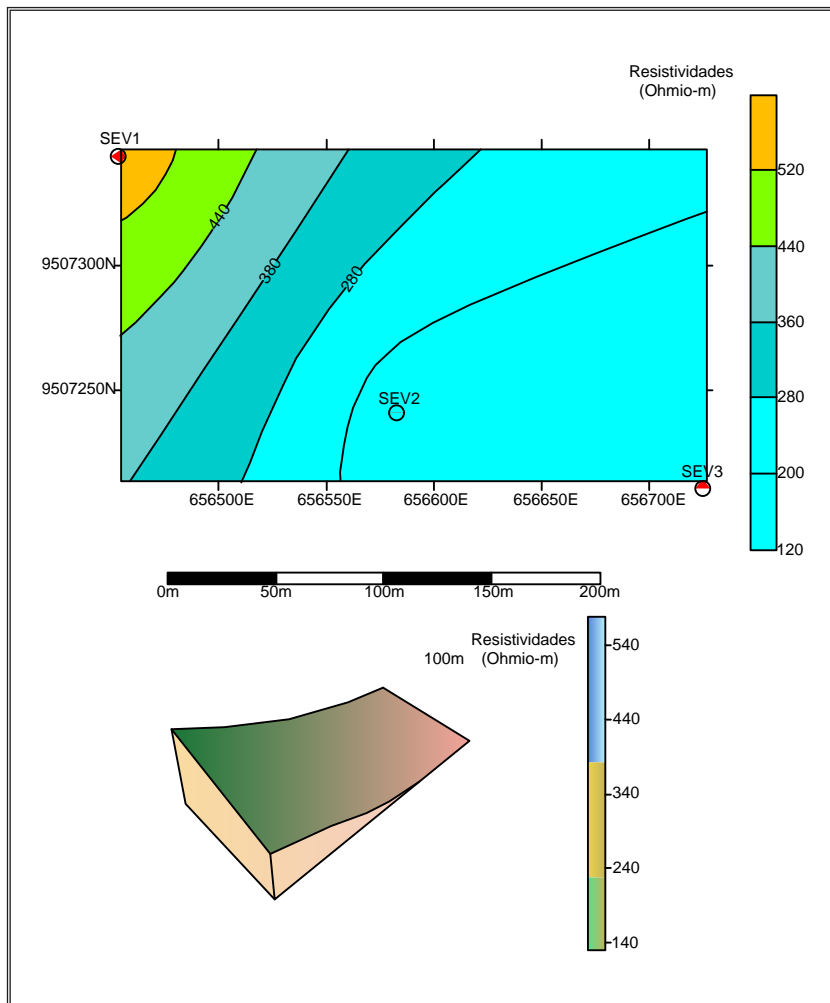 Resistividades
(Ohmio-m)
SEV1
520
440
440
9507300N
380
280
360
9507250N
SEV2
280
200
SEV3
656500E
656550E
656600E
656650E
656700E
120
0m
50m
100m
150m
200m
Resistividades
100m
(Ohmio-m)
540
440
340
240
140